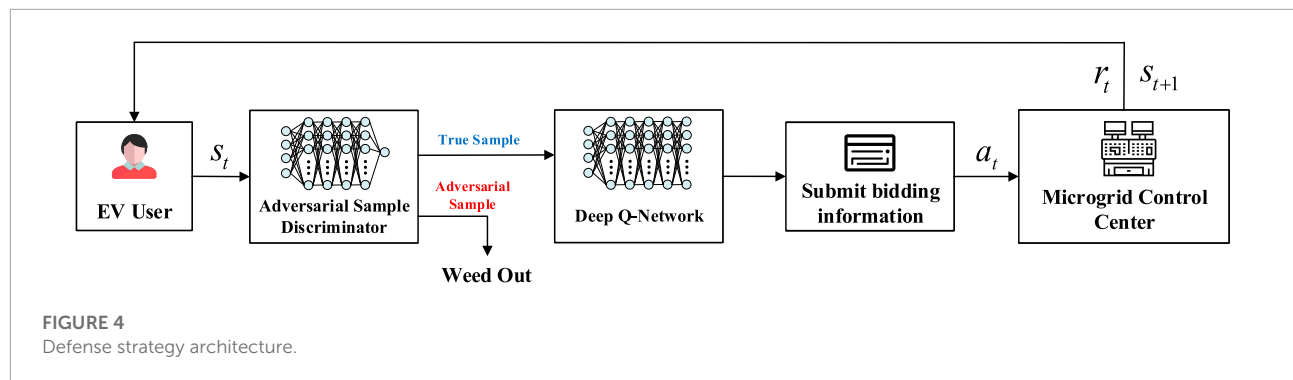 r_t
s_{t+1}
s_t
True Sample
a_t
Adversarial
Sample
EV User
Adversarial Sample
Discriminator
Deep Q-Network
Submit bidding
information
Microgrid Control
Center
Weed Out
FIGURE 4
Defense strategy architecture.